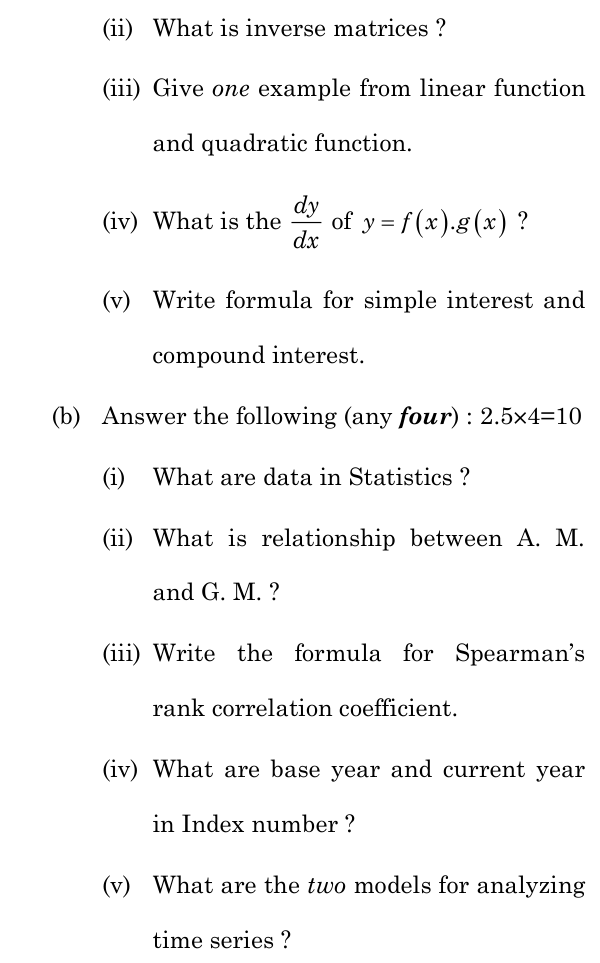 (ii) What is inverse matrices ?
(iii) Give one example from linear function
and quadratic function.
(iv) What is the dy/dx of y = f(x).g(x) ?
(v) Write formula for simple interest and
compound interest.
(b) Answer the following (any four) : 2.5×4=10
(i) What are data in Statistics ?
(ii) What is relationship between A. M.
and G. M. ?
(iii) Write the formula for Spearman's
rank correlation coefficient.
(iv) What are base year and current year
in Index number ?
(v) What are the two models for analyzing
time series ?